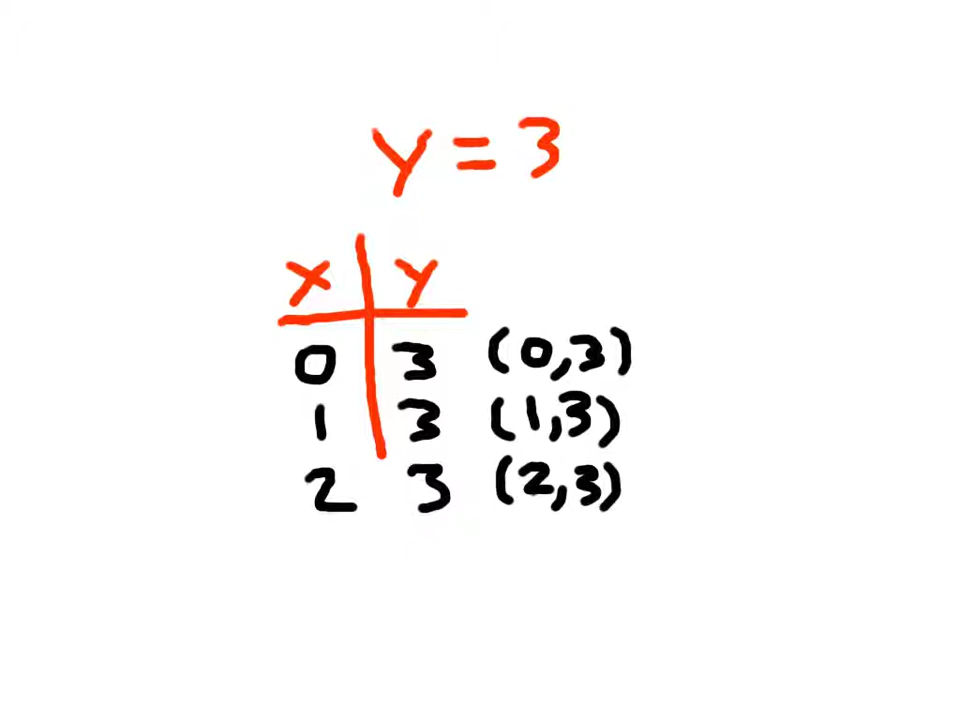 y = 3
x y
0 3 (0,3)
1 3 (1,3)
2 3 (2,3)